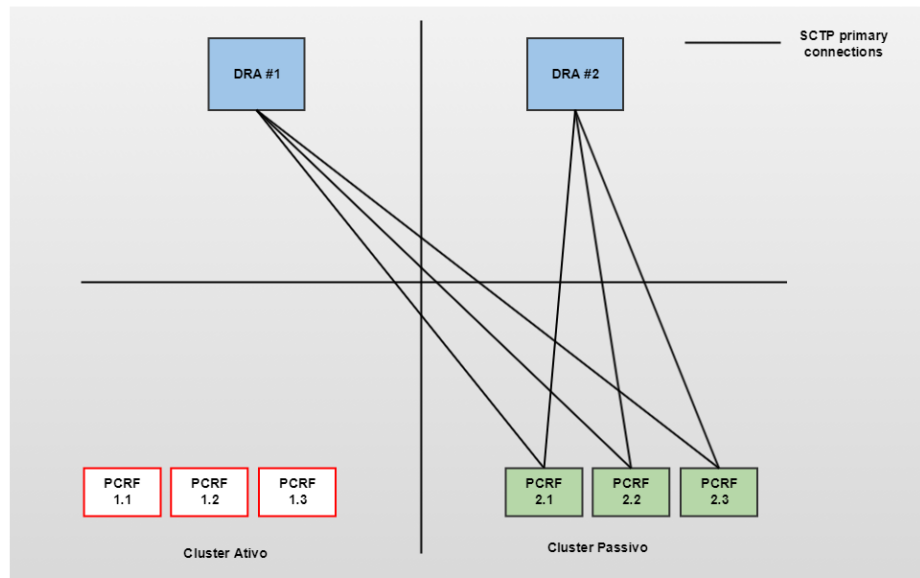 DRA #1
DRA #2
SCTP primary
connections
PCRF
1.1
PCRF
1.2
PCRF
1.3
PCRF
2.1
PCRF
2.2
PCRF
2.3
Cluster Ativo
Cluster Passivo